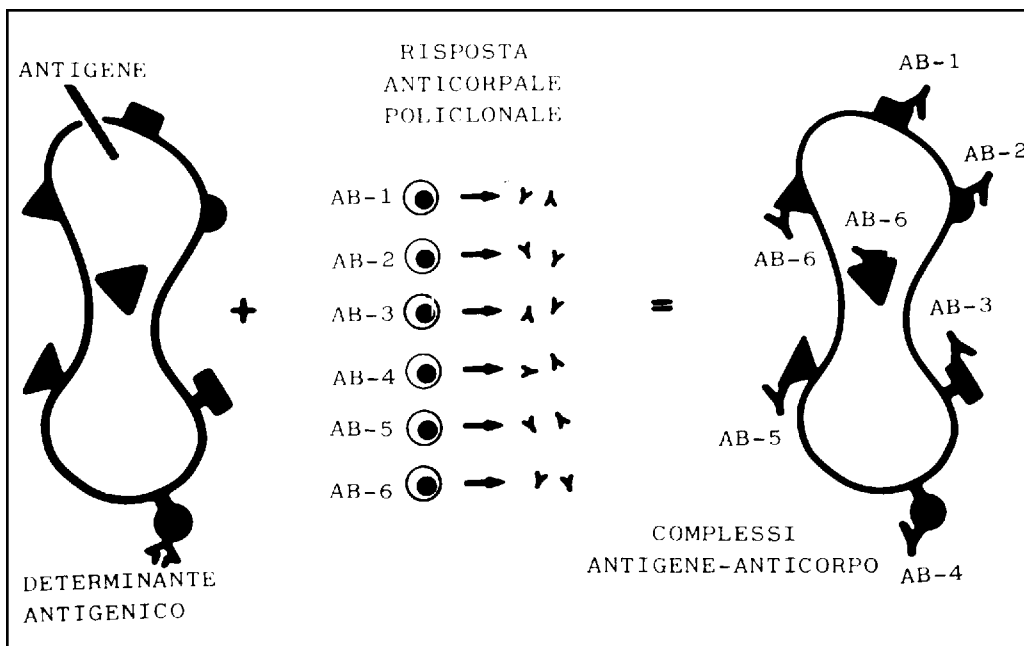 ANTIGENE
RISPOSTA
ANTICORPALE
POLICLONALE
AB-1
AB-2
AB-3
AB-4
AB-5
AB-6
+
=
AB-1
AB-2
AB-6
AB-6
AB-3
AB-5
AB-4
DETERMINANTE
ANTIGENICO
COMPLESSI
ANTIGENE-ANTICORPO